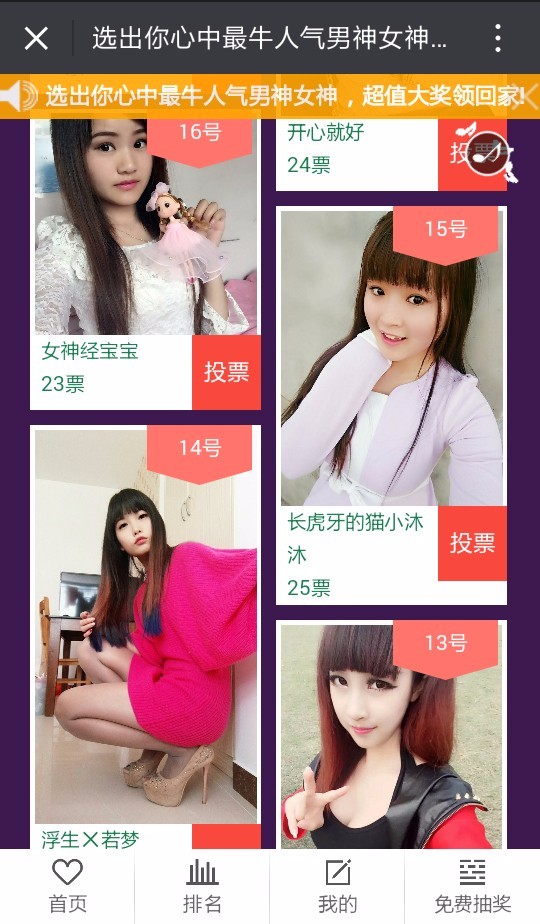 选出你心中最牛人气男神女神...
选出你心中最牛人气男神女神，超值大奖领回家!
16号
女神经宝宝
23票
投票
14号
浮生乂若梦
开心就好
24票
投票
15号
长虎牙的猫小沐
沐
25票
投票
13号
首页
排名
我的
免费抽奖